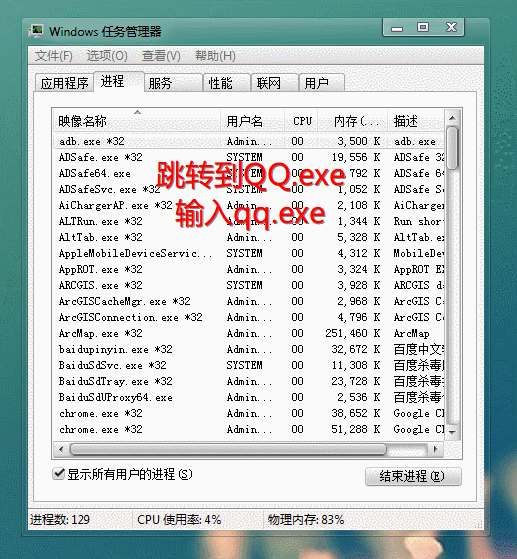 Windows 任务管理器
文件(F) 选项(O) 查看(V) 帮助(H)
应用程序 进程 服务 性能 联网 用户
映像名称 用户名 CPU 内存(... 描述
adb.exe *32 Admin... 00 3,500 K adb.exe
ADSafe.exe *32 SYSTEM 00 19,556 K ADSafe 32
ADSafe64.exe SYSTEM 792 K ADSafe 64
跳转到QQ.exe
ADSafeSvc.exe *32 SYSTEM 00 1,052 K ADSafe S
AiChargerAP.exe *32 Admin... 00 2,108 K AiCharger
输入qq.exe
ALTRun.exe *32 Admin... 00 1,344 K Run shor
AltTab.exe *32 Admin... 00 5,328 K AltTab.e
AppleMobileDeviceServic... SYSTEM 00 4,312 K MobileDev
AppROT.exe *32 Admin... 00 3,324 K AppROT EX
ARCGIS.exe *32 SYSTEM 00 3,928 K ARCGIS d
ArcGISCacheMgr.exe *32 Admin... 00 2,968 K ArcGIS C
ArcGISConnection.exe *32 Admin... 00 4,796 K ArcGIS C
ArcMap.exe *32 Admin... 00 251,460 K ArcMap
baidupinyin.exe *32 Admin... 00 32,672 K 百度中文
BaiduSdSvc.exe *32 SYSTEM 00 11,308 K 百度杀毒
BaiduSdTray.exe *32 Admin... 00 23,728 K 百度杀毒
BaiduSdUProxy64.exe Admin... 00 2,536 K 百度杀毒
chrome.exe *32 Admin... 00 38,652 K Google C
chrome.exe *32 Admin... 00 51,288 K Google C
显示所有用户的进程(S) 结束进程(E)
进程数: 129 CPU 使用率: 4% 物理内存: 83%